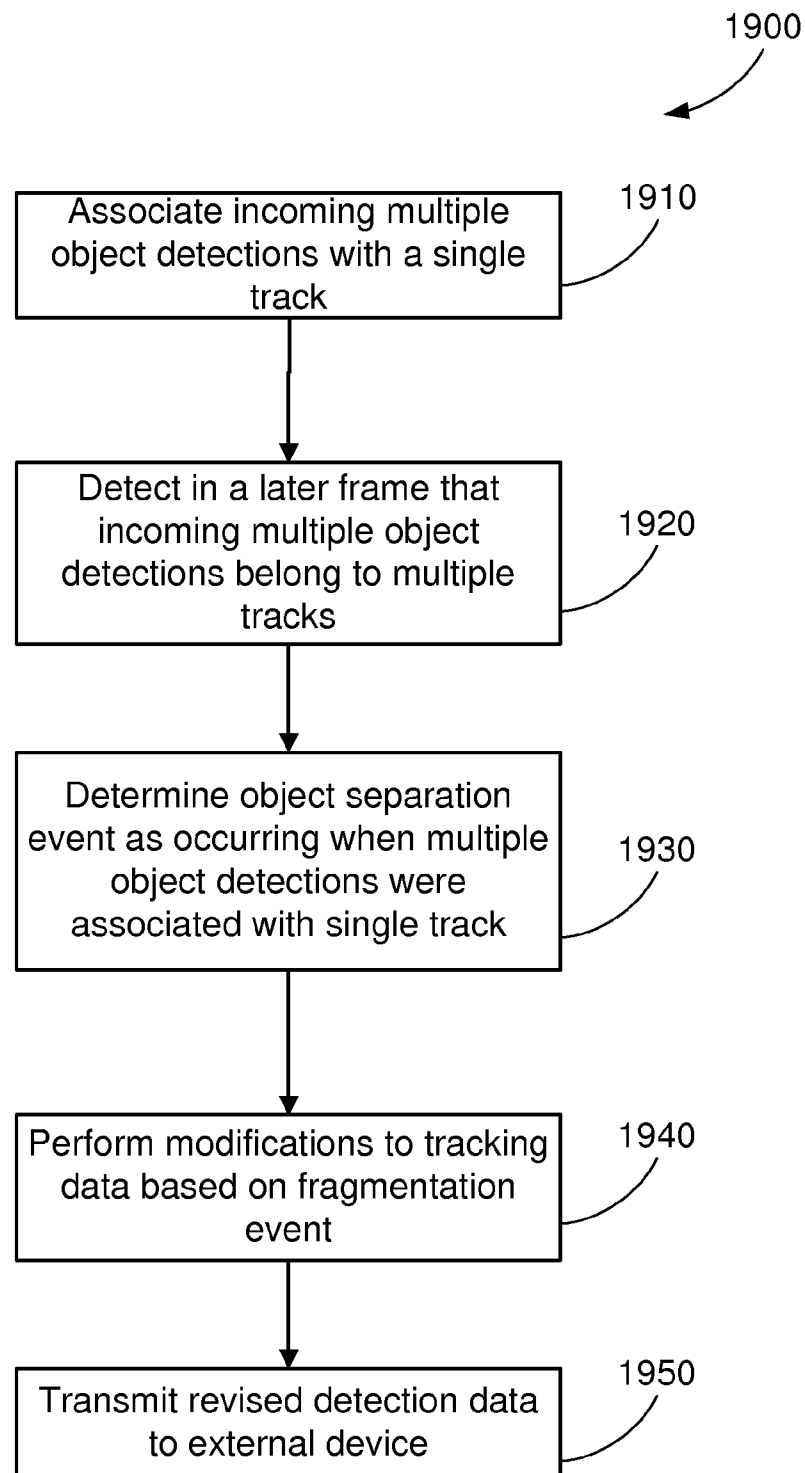 1900
Associate incoming multiple
object detections with a single
track
1910
Detect in a later frame that
incoming multiple object
detections belong to multiple
tracks
1920
Determine object separation
event as occurring when multiple
object detections were
associated with single track
1930
Perform modifications to tracking
data based on fragmentation
event
1940
Transmit revised detection data
to external device
1950